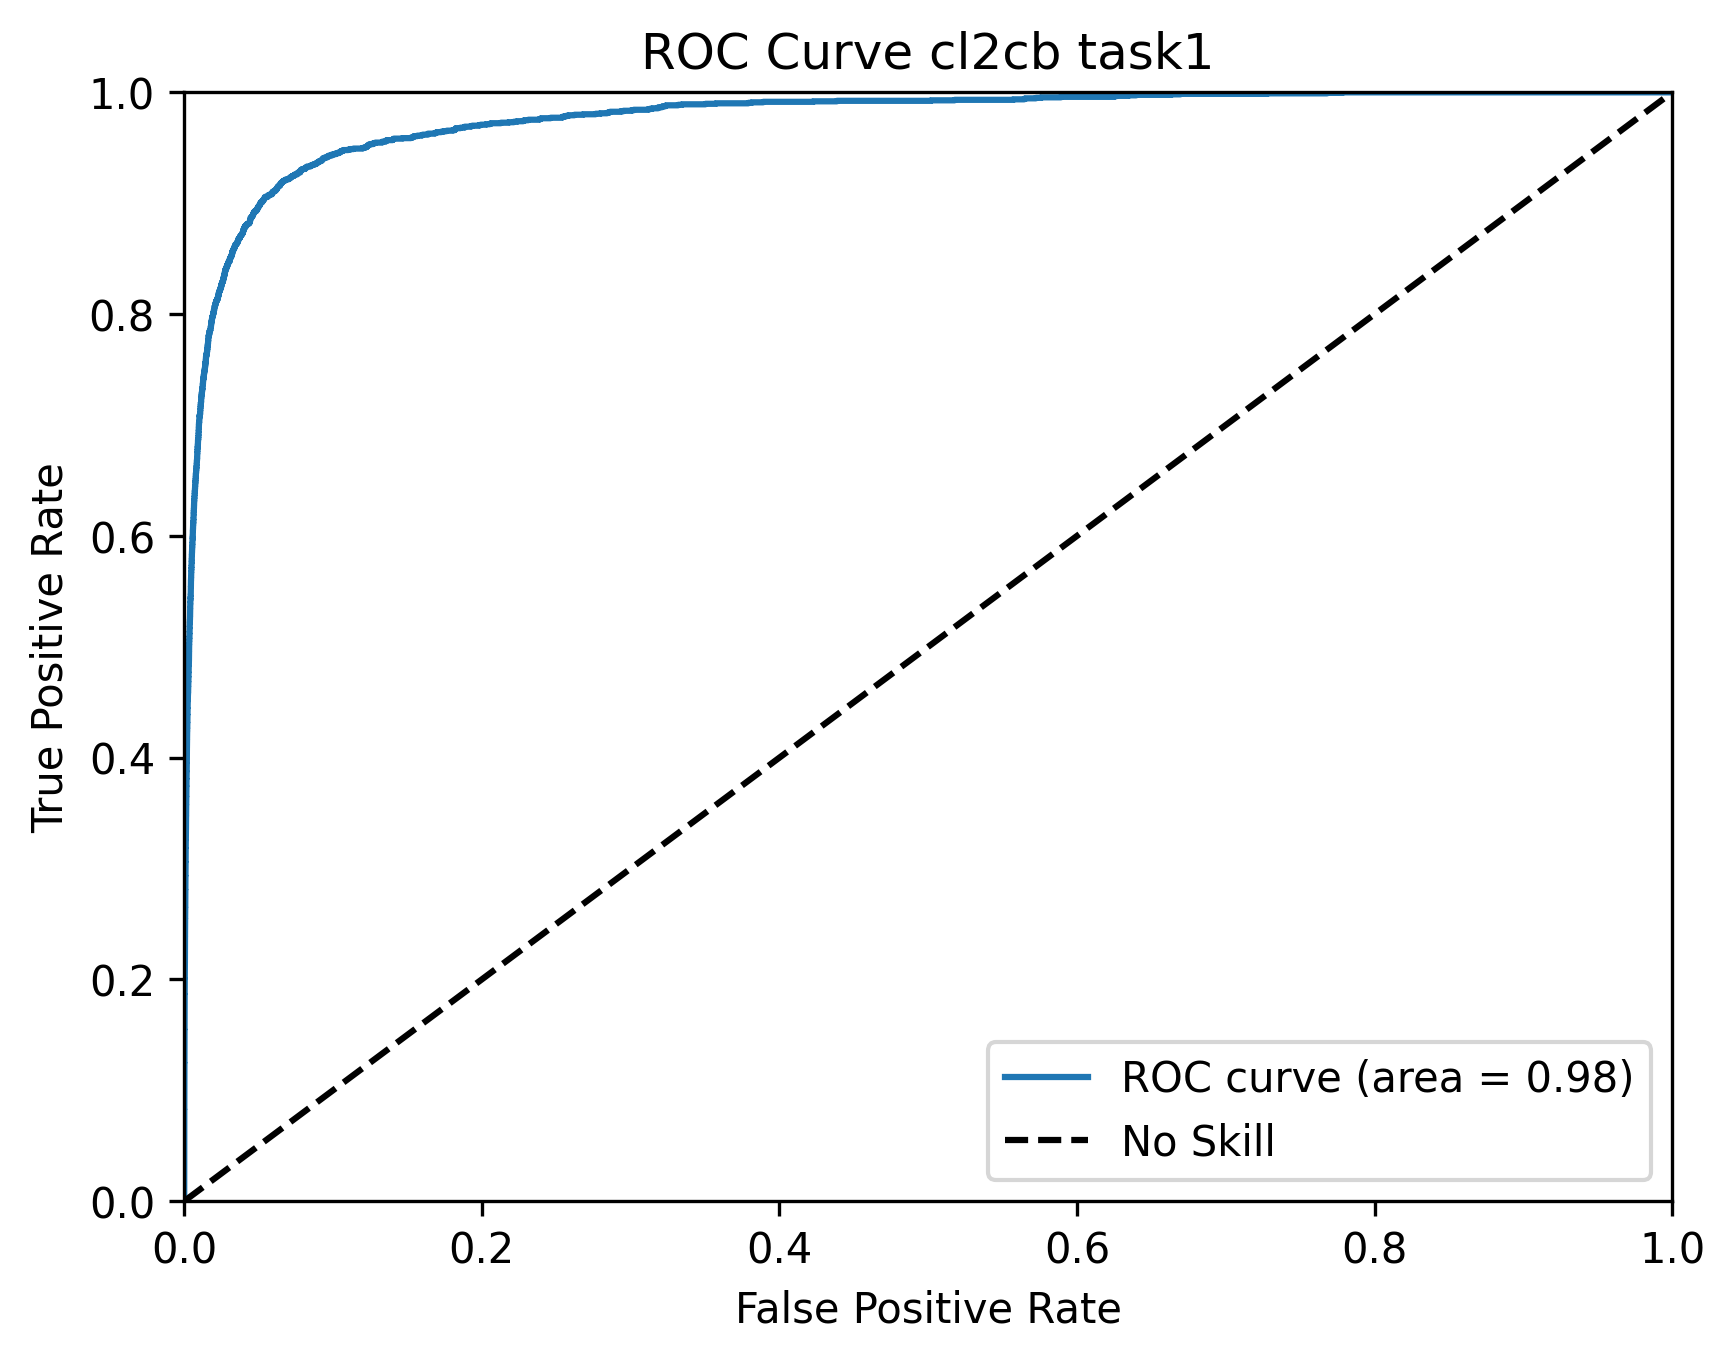 ROC Curve cl2cb task1
1.0
0.8
0.6
0.4
0.2
0.0
True Positive Rate
0.0 0.2 0.4 0.6 0.8 1.0
False Positive Rate
ROC curve (area = 0.98)
No Skill